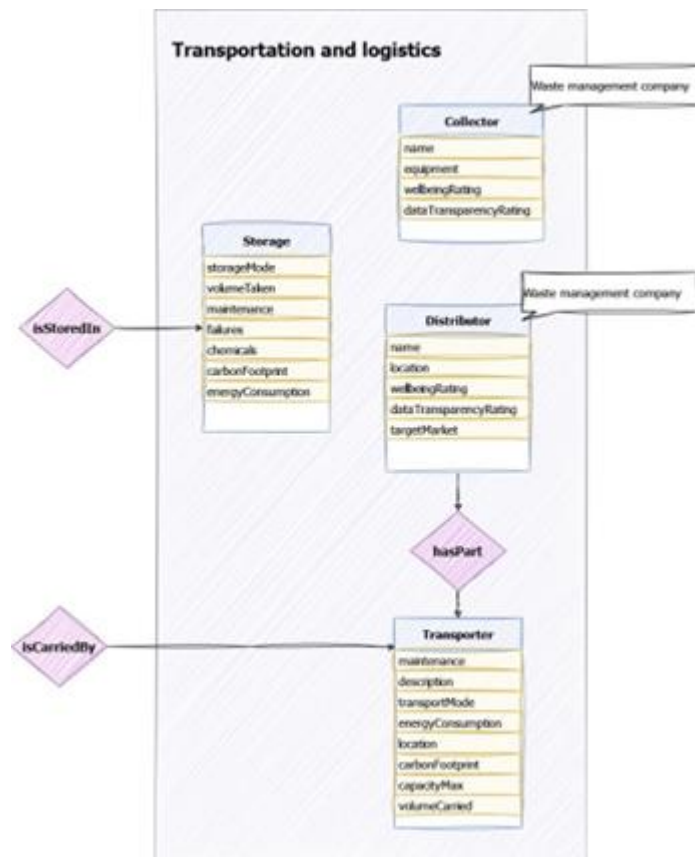 Transportation and logistics
Waste management company
Collector
name
equipment
wellbeingRating
dataTransparencyRating
Storage
storageMode
volumeTaken
maintenance
failures
chemicals
carbonFootprint
energyConsumption
isStoredIn
Waste management company
Distributor
name
location
wellbeingRating
dataTransparencyRating
targetMarket
hasPart
isCarriedBy
Transporter
maintenance
description
transportMode
energyConsumption
location
carbonFootprint
capacityMax
volumeCarried